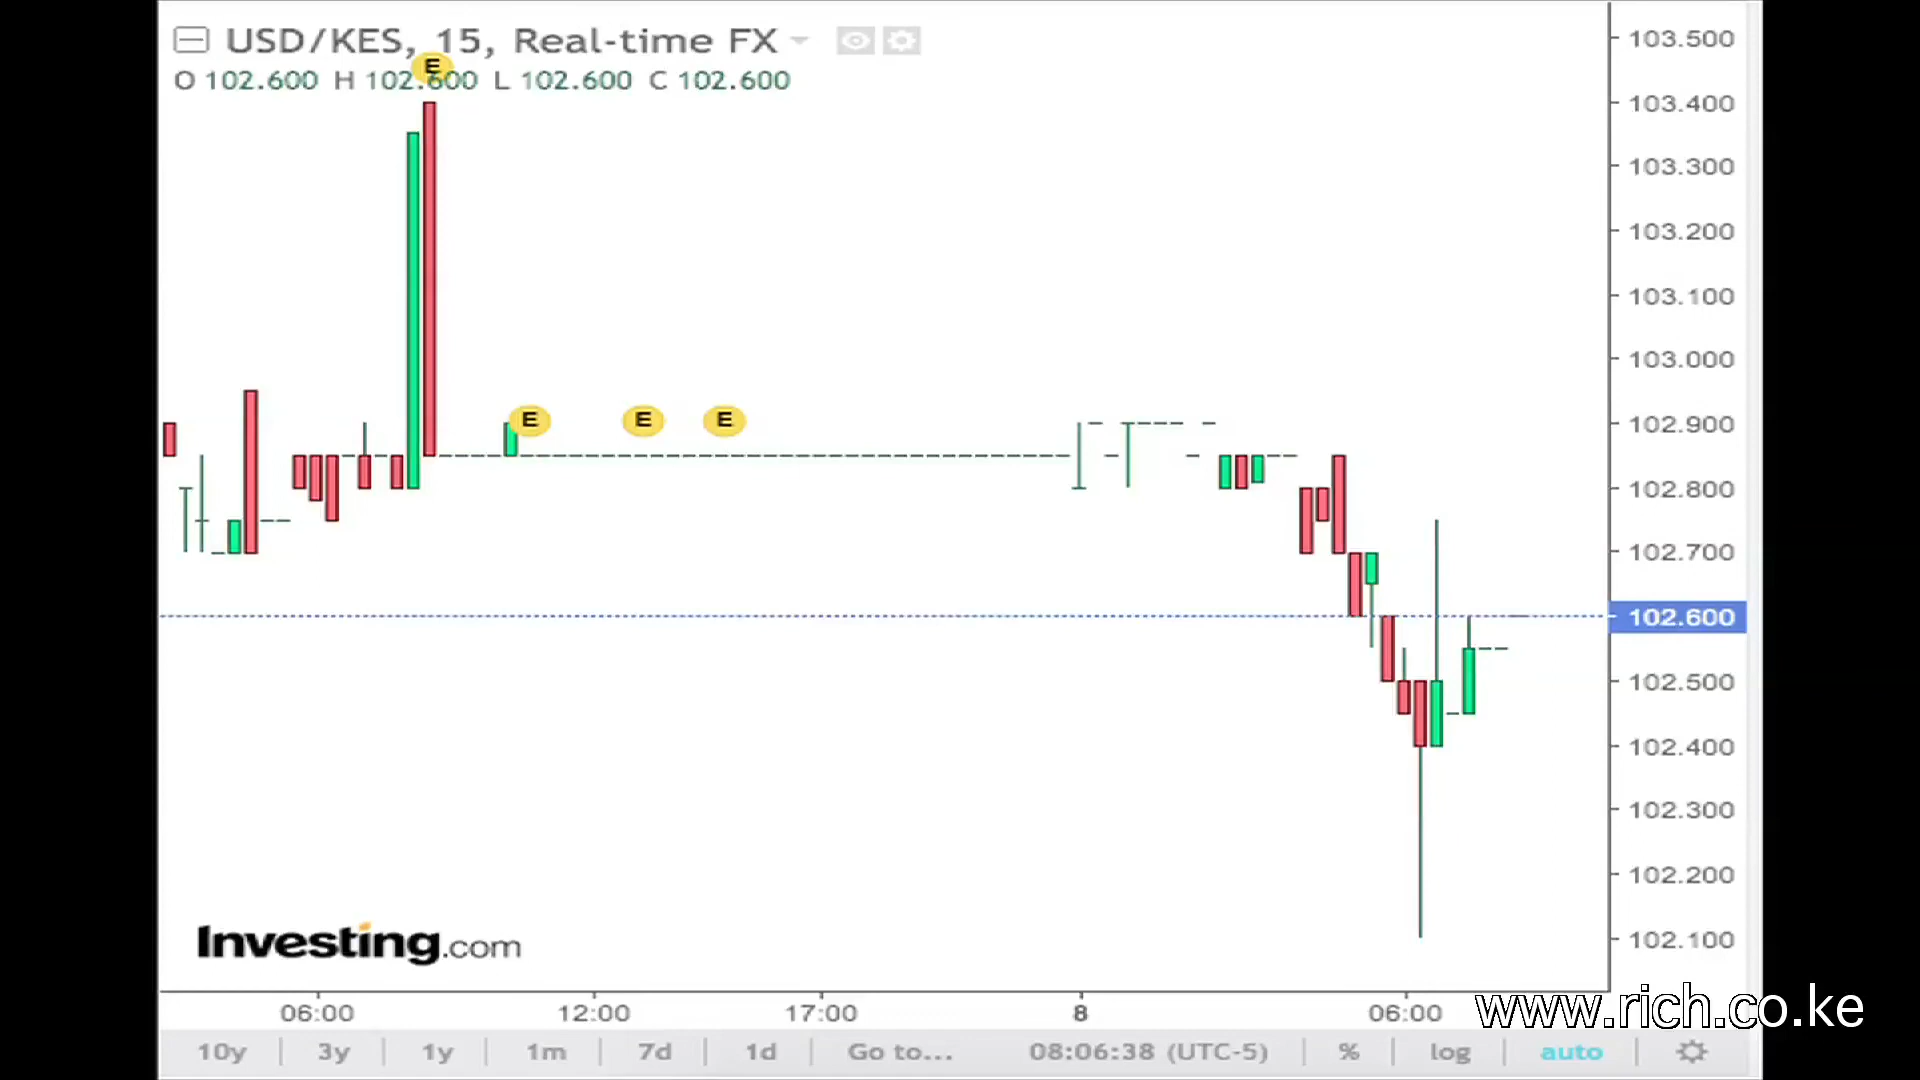 USD/KES, 15, Real-time FX
E
O 102.600 H 102.600 L 102.600 C 102.600
103.500
103.400
103.300
103.200
103.100
103.000
102.900
E E E
102.800
102.700
102.600
102.500
102.400
102.300
102.200
102.100
Investing.com
06:00 12:00 17:00 8 06:00
www.rich.co.ke
10y 3y 1y 1m 7d 1d Go to... 08:06:38 (UTC-5) % log auto